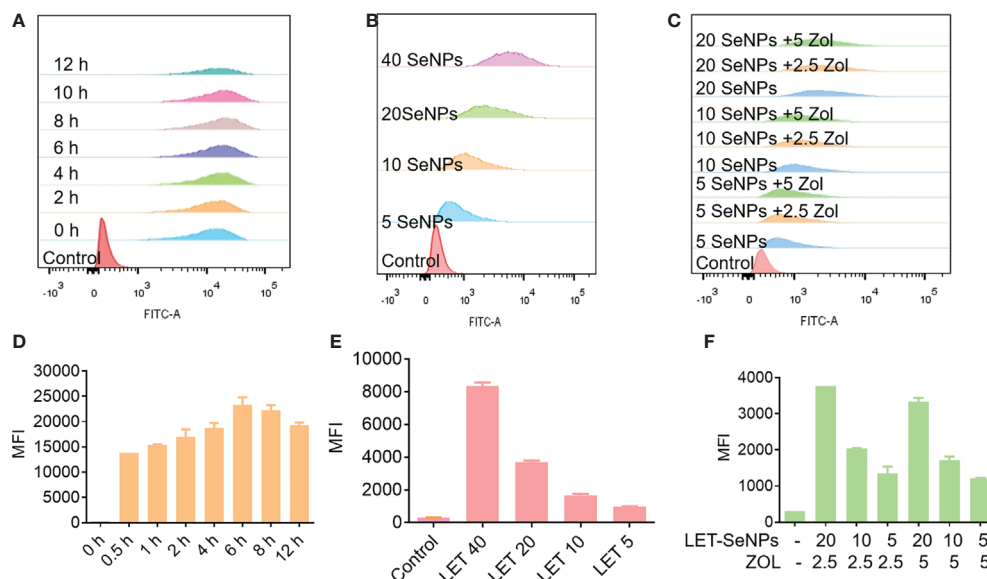 A
12 h
10 h
8 h
6 h
4 h
2 h
0 h
Control
-10³ 0 10³ 10⁴ 10⁵
FITC-A
B
40 SeNPs
20SeNPs
10 SeNPs
5 SeNPs
Control
-10³ 0 10³ 10⁴ 10⁵
FITC-A
C
20 SeNPs +5 Zol
20 SeNPs +2.5 Zol
20 SeNPs
10 SeNPs +5 Zol
10 SeNPs +2.5 Zol
10 SeNPs
5 SeNPs +5 Zol
5 SeNPs +2.5 Zol
5 SeNPs
Control
-10³ 0 10³ 10⁴ 10⁵
FITC-A
D
MFI
30000
25000
20000
15000
10000
5000
0
0 h 0.5 h 1 h 2 h 4 h 6 h 8 h 12 h
E
MFI
10000
8000
6000
4000
2000
0
Control LET 40 LET 20 LET 10 LET 5
F
MFI
4000
3000
2000
1000
0
LET-SeNPs - 20 10 5 20 10 5
ZOL - 2.5 2.5 2.5 5 5 5